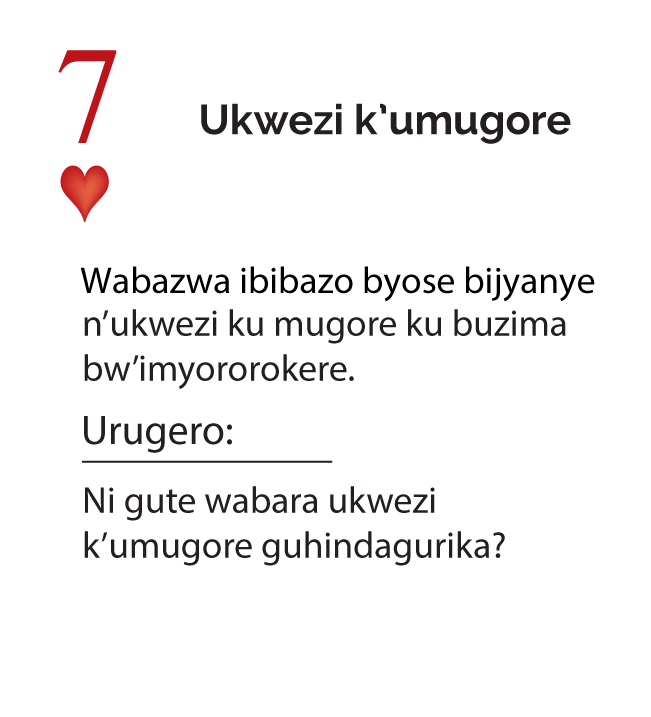 7
Ukwezi k’umugore
Wabazwa ibibazo byose bijyanye
n’ukwezi ku mugore ku buzima
bw’imyororokere.
Urugero:
Ni gute wabara ukwezi
k’umugore guhindagurika?